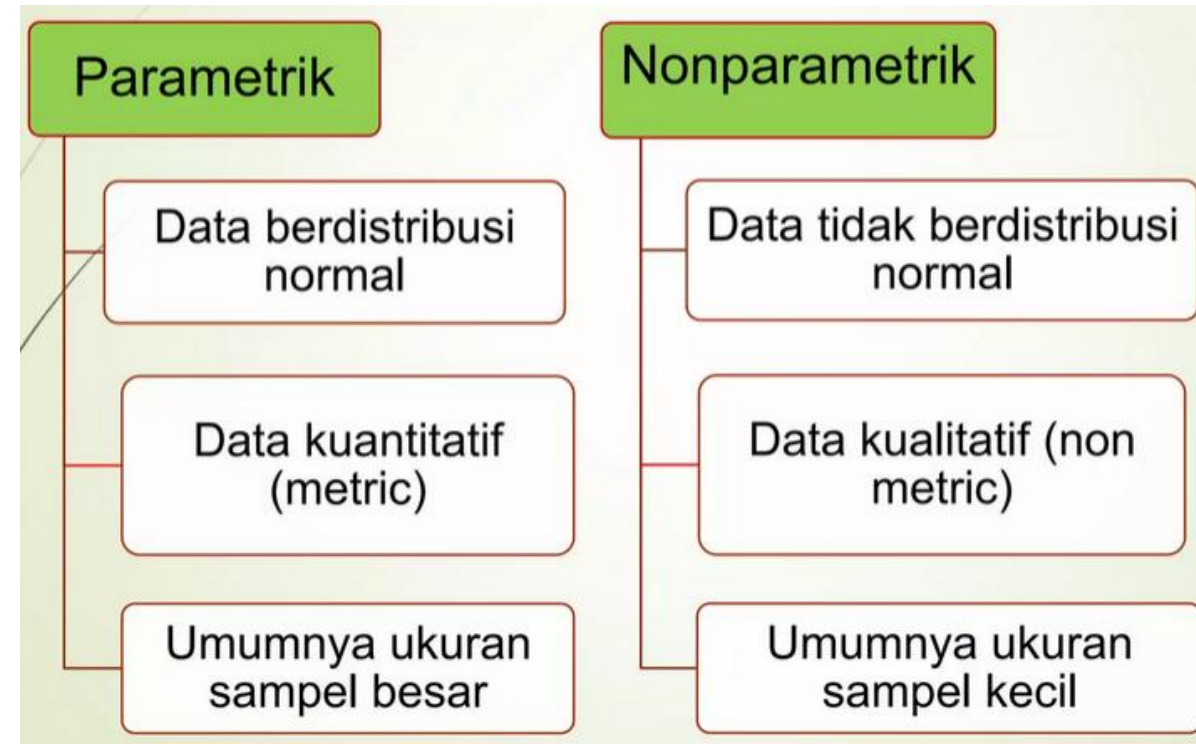 Parametrik
Data berdistribusi
normal
Data kuantitatif
(metric)
Umumnya ukuran
sampel besar
Nonparametrik
Data tidak berdistribusi
normal
Data kualitatif (non
metric)
Umumnya ukuran
sampel kecil